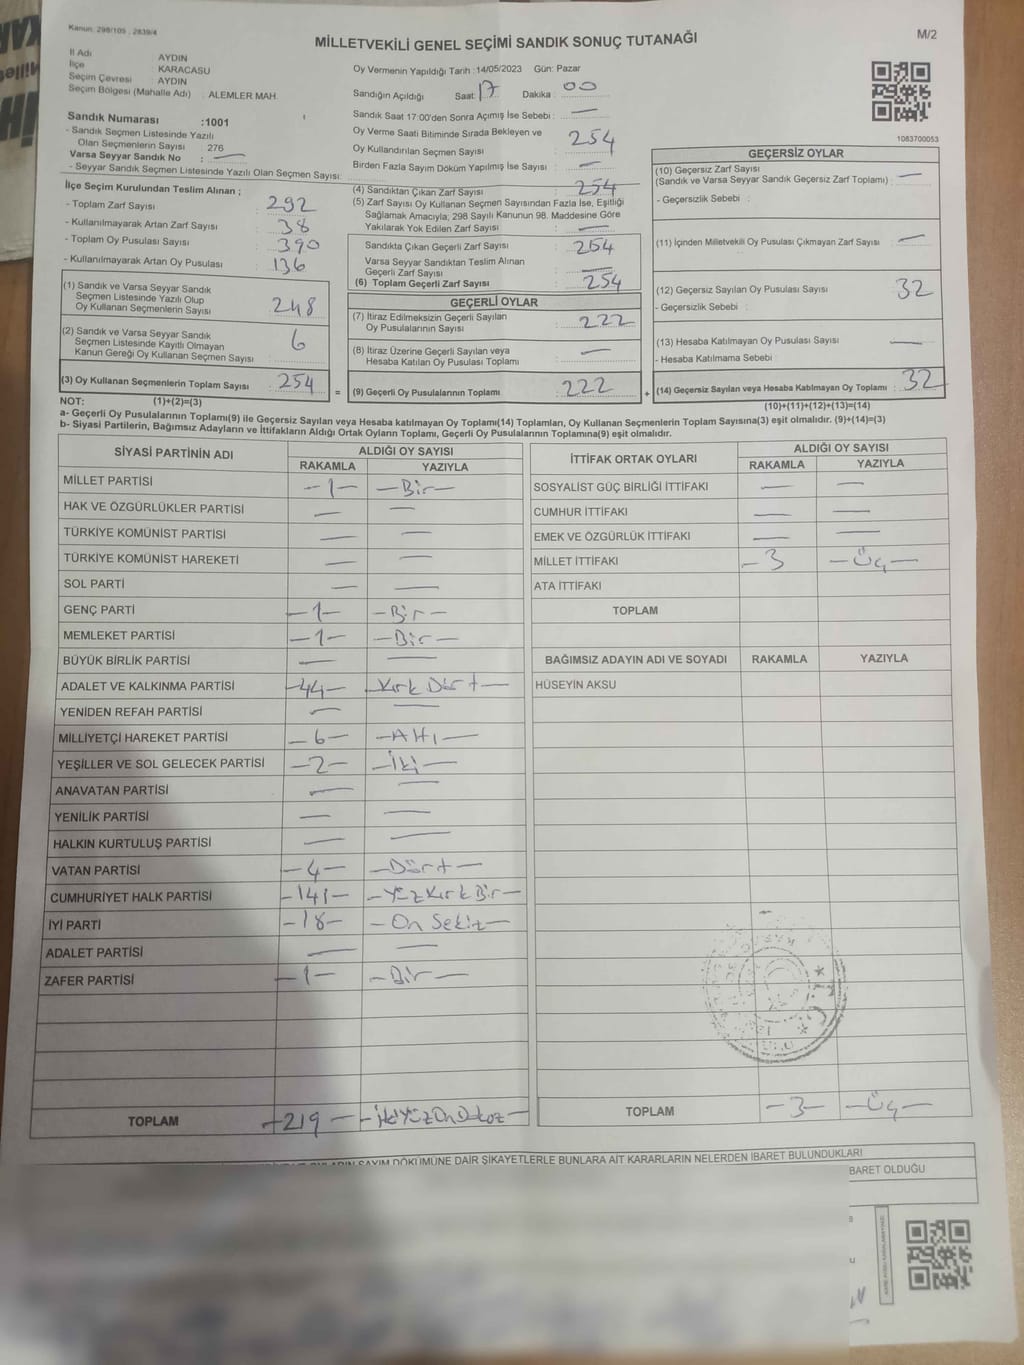 Kanun: 298/105 , 2839/4
M/2
MİLLETVEKİLİ GENEL SEÇİMİ SANDIK SONUÇ TUTANAĞI
İl Adı AYDIN
İlçe KARACASU
Seçim Çevresi AYDIN
Seçim Bölgesi (Mahalle Adı) : ALEMLER MAH.
Oy Vermenin Yapıldığı Tarih :14/05/2023 Gün: Pazar
Sandığın Açıldığı Saat: 17 Dakika : 00
Sandık Saat 17:00'den Sonra Açımış İse Sebebi : —
Oy Verme Saati Bitiminde Sırada Bekleyen ve
Oy Kullandırılan Seçmen Sayısı : 254
Birden Fazla Sayım Döküm Yapılmış İse Sayısı : —
Sandık Numarası :1001
- Sandık Seçmen Listesinde Yazılı
Olan Seçmenlerin Sayısı : 276
Varsa Seyyar Sandık No : —
- Seyyar Sandık Seçmen Listesinde Yazılı Olan Seçmen Sayısı:
1083700053
İlçe Seçim Kurulundan Teslim Alınan ;
- Toplam Zarf Sayısı : 292
- Kullanılmayarak Artan Zarf Sayısı : 38
- Toplam Oy Pusulası Sayısı : 390
- Kullanılmayarak Artan Oy Pusulası : 136
(1) Sandık ve Varsa Seyyar Sandık
Seçmen Listesinde Yazılı Olup
Oy Kullanan Seçmenlerin Sayısı : 248
(2) Sandık ve Varsa Seyyar Sandık
Seçmen Listesinde Kayıtlı Olmayan
Kanun Gereği Oy Kullanan Seçmen Sayısı : 6
(3) Oy Kullanan Seçmenlerin Toplam Sayısı : 254 =
(4) Sandıktan Çıkan Zarf Sayısı : 254
(5) Zarf Sayısı Oy Kullanan Seçmen Sayısından Fazla İse, Eşitliği
Sağlamak Amacıyla; 298 Sayılı Kanunun 98. Maddesine Göre
Yakılarak Yok Edilen Zarf Sayısı : —
Sandıkta Çıkan Geçerli Zarf Sayısı : 254
Varsa Seyyar Sandıktan Teslim Alınan
Geçerli Zarf Sayısı : —
(6) Toplam Geçerli Zarf Sayısı : 254
GEÇERLİ OYLAR
(7) İtiraz Edilmeksizin Geçerli Sayılan
Oy Pusulalarının Sayısı : 222
(8) İtiraz Üzerine Geçerli Sayılan veya
Hesaba Katılan Oy Pusulası Toplamı : —
(9) Geçerli Oy Pusulalarının Toplamı : 222 +
GEÇERSİZ OYLAR
(10) Geçersiz Zarf Sayısı
(Sandık ve Varsa Seyyar Sandık Geçersiz Zarf Toplamı) : —
- Geçersizlik Sebebi :
(11) İçinden Milletvekili Oy Pusulası Çıkmayan Zarf Sayısı : —
(12) Geçersiz Sayılan Oy Pusulası Sayısı : 32
- Geçersizlik Sebebi :
(13) Hesaba Katılmayan Oy Pusulası Sayısı : —
- Hesaba Katılmama Sebebi :
(14) Geçersiz Sayılan veya Hesaba Katılmayan Oy Toplamı : 32
NOT: (1)+(2)=(3)
(10)+(11)+(12)+(13)=(14)
a- Geçerli Oy Pusulalarının Toplamı(9) ile Geçersiz Sayılan veya Hesaba katılmayan Oy Toplamı(14) Toplamları, Oy Kullanan Seçmenlerin Toplam Sayısına(3) eşit olmalıdır. (9)+(14)=(3)
b- Siyasi Partilerin, Bağımsız Adayların ve İttifakların Aldığı Ortak Oyların Toplamı, Geçerli Oy Pusulalarının Toplamına(9) eşit olmalıdır.
SİYASİ PARTİNİN ADI ALDIĞI OY SAYISI
RAKAMLA YAZIYLA
MİLLET PARTİSİ -1- -Bir-
HAK VE ÖZGÜRLÜKLER PARTİSİ — —
TÜRKİYE KOMÜNİST PARTİSİ — —
TÜRKİYE KOMÜNİST HAREKETİ — —
SOL PARTİ — —
GENÇ PARTİ -1- -Bir-
MEMLEKET PARTİSİ -1- -Bir-
BÜYÜK BİRLİK PARTİSİ — —
ADALET VE KALKINMA PARTİSİ -44- -Kırk Dört-
YENİDEN REFAH PARTİSİ — —
MİLLİYETÇİ HAREKET PARTİSİ -6- -Altı-
YEŞİLLER VE SOL GELECEK PARTİSİ -2- -İki-
ANAVATAN PARTİSİ — —
YENİLİK PARTİSİ — —
HALKIN KURTULUŞ PARTİSİ — —
VATAN PARTİSİ -4- -Dört-
CUMHURİYET HALK PARTİSİ -141- -Yüz Kırk Bir-
İYİ PARTİ -18- -On Sekiz-
ADALET PARTİSİ — —
ZAFER PARTİSİ -1- -Bir-
TOPLAM -219- -İkiYüzOnDokuz-
İTTİFAK ORTAK OYLARI ALDIĞI OY SAYISI
RAKAMLA YAZIYLA
SOSYALİST GÜÇ BİRLİĞİ İTTİFAKI — —
CUMHUR İTTİFAKI — —
EMEK VE ÖZGÜRLÜK İTTİFAKI — —
MİLLET İTTİFAKI -3 -Üç-
ATA İTTİFAKI
TOPLAM
BAĞIMSIZ ADAYIN ADI VE SOYADI RAKAMLA YAZIYLA
HÜSEYİN AKSU
TOPLAM -3- -Üç-
SAYIM DÖKÜMÜNE DAİR ŞİKAYETLERLE BUNLARA AİT KARARLARIN NELERDEN İBARET BULUNDUKLARI
BARET OLDUĞU